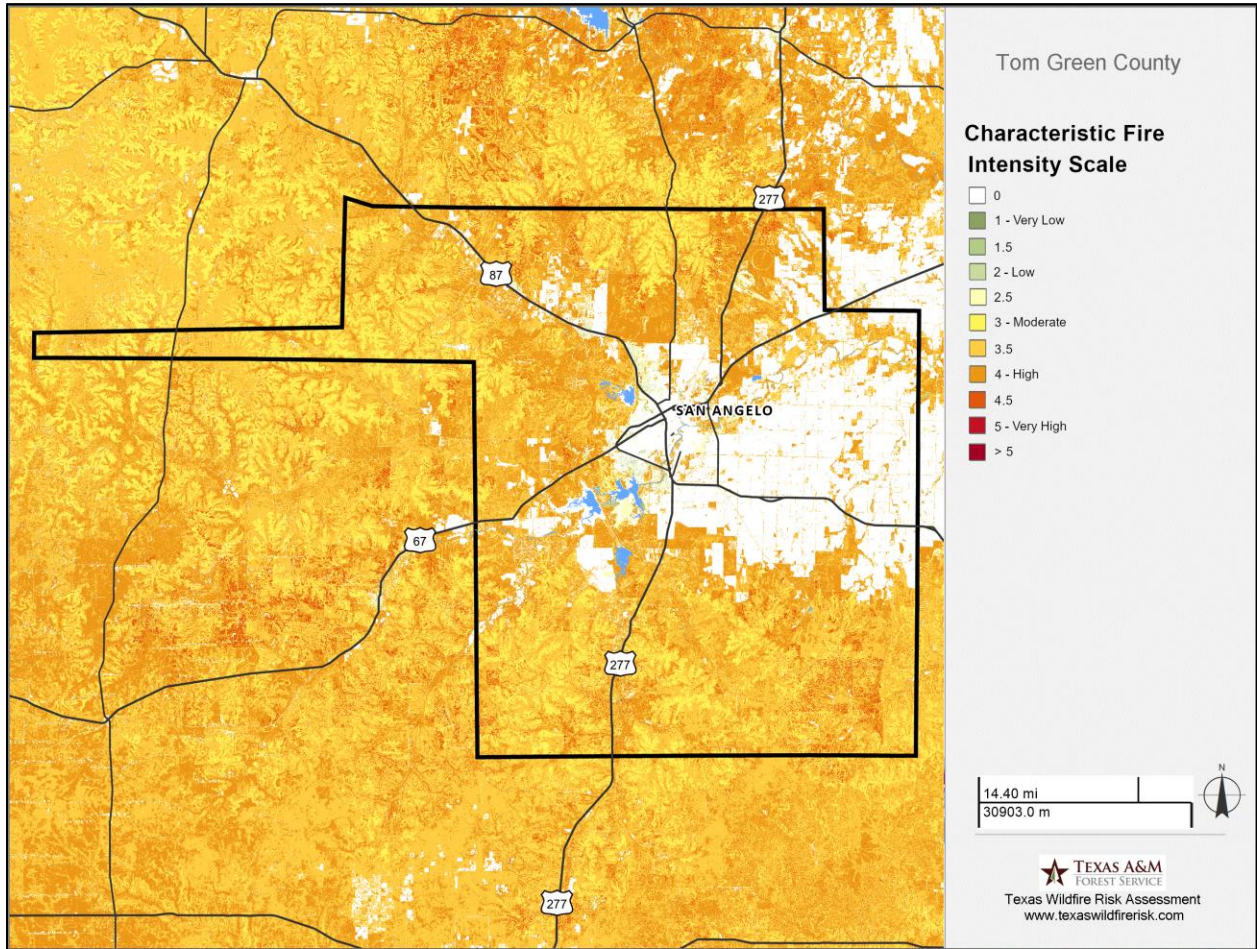 Tom Green County
Characteristic Fire
Intensity Scale
0
1 - Very Low
1.5
2 - Low
2.5
3 - Moderate
3.5
4 - High
4.5
5 - Very High
> 5
277
87
SAN ANGELO
67
277
277
14.40 mi
30903.0 m
N
TEXAS A&M
FOREST SERVICE
Texas Wildfire Risk Assessment
www.texaswildfirerisk.com